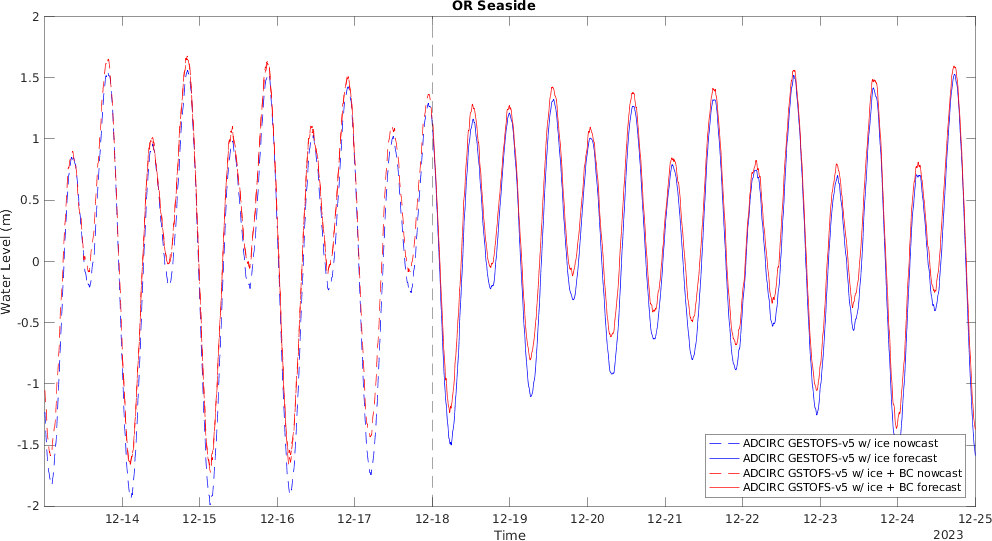 OR Seaside
2
1.5
1
0.5
0
-0.5
-1
-1.5
-2
Water Level (m)
12-14 12-15 12-16 12-17 12-18 12-19 12-20 12-21 12-22 12-23 12-24 12-25
Time
2023
ADCIRC GESTOFS-v5 w/ ice nowcast
ADCIRC GESTOFS-v5 w/ ice forecast
ADCIRC GSTOFS-v5 w/ ice + BC nowcast
ADCIRC GSTOFS-v5 w/ ice + BC forecast